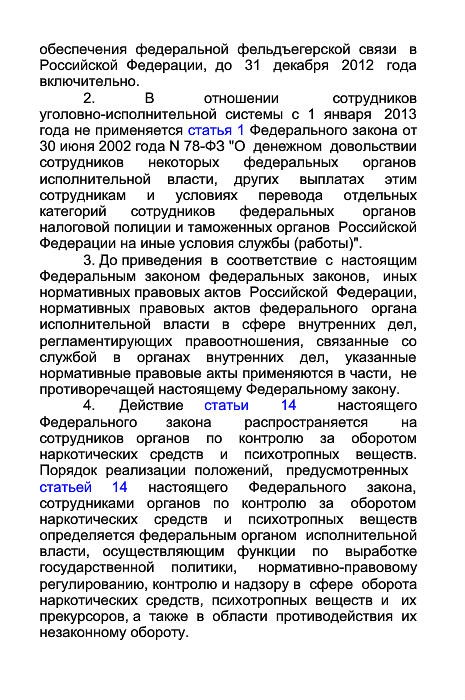 обеспечения федеральной фельдъегерской связи в
Российской Федерации, до 31 декабря 2012 года
включительно.
2. В отношении сотрудников
уголовно-исполнительной системы с 1 января 2013
года не применяется статья 1 Федерального закона от
30 июня 2002 года N 78-ФЗ "О денежном довольствии
сотрудников некоторых федеральных органов
исполнительной власти, других выплатах этим
сотрудникам и условиях перевода отдельных
категорий сотрудников федеральных органов
налоговой полиции и таможенных органов Российской
Федерации на иные условия службы (работы)".
3. До приведения в соответствие с настоящим
Федеральным законом федеральных законов, иных
нормативных правовых актов Российской Федерации,
нормативных правовых актов федерального органа
исполнительной власти в сфере внутренних дел,
регламентирующих правоотношения, связанные со
службой в органах внутренних дел, указанные
нормативные правовые акты применяются в части, не
противоречащей настоящему Федеральному закону.
4. Действие статьи 14 настоящего
Федерального закона распространяется на
сотрудников органов по контролю за оборотом
наркотических средств и психотропных веществ.
Порядок реализации положений, предусмотренных
статьей 14 настоящего Федерального закона,
сотрудниками органов по контролю за оборотом
наркотических средств и психотропных веществ
определяется федеральным органом исполнительной
власти, осуществляющим функции по выработке
государственной политики, нормативно-правовому
регулированию, контролю и надзору в сфере оборота
наркотических средств, психотропных веществ и их
прекурсоров, а также в области противодействия их
незаконному обороту.